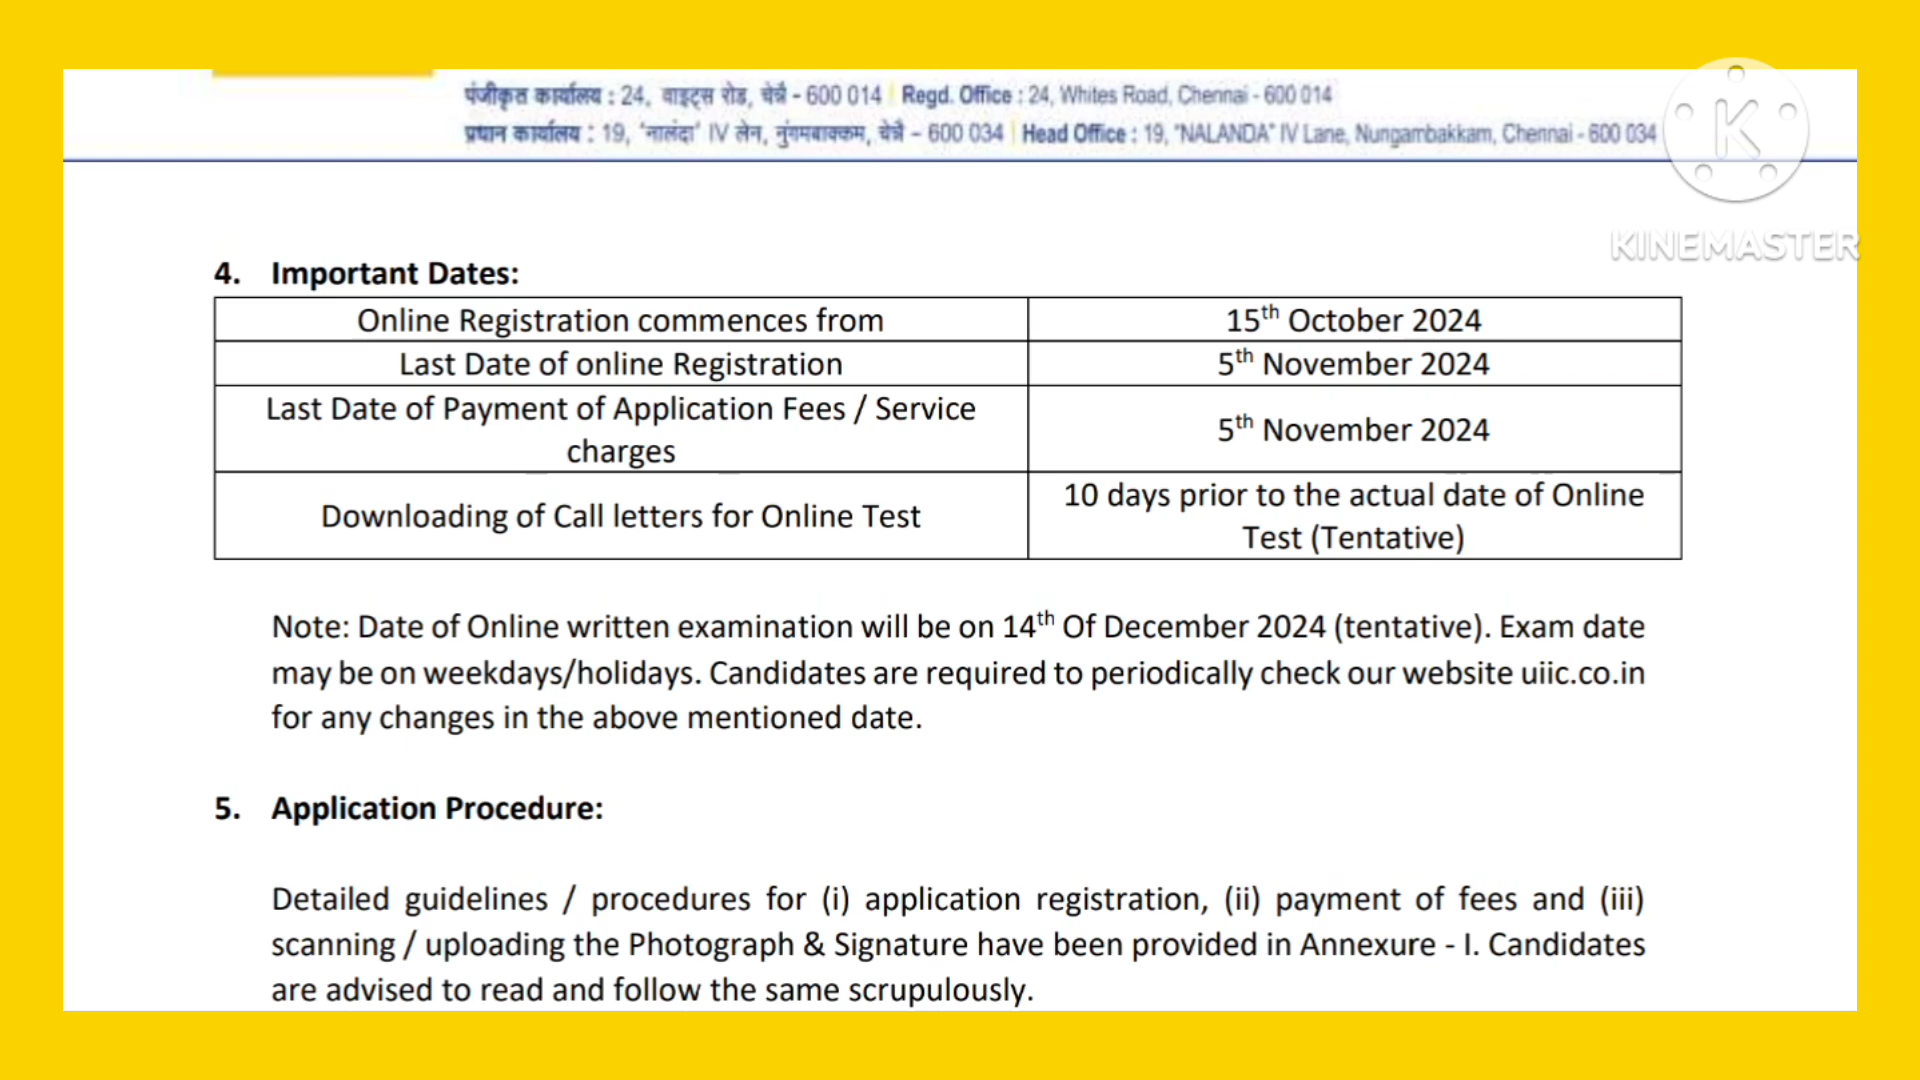 पंजीकृत कार्यालय : 24, वाइट्स रोड, चेन्नै - 600 014 | Regd. Office : 24, Whites Road, Chennai - 600 014
प्रधान कार्यालय : 19, 'नालंदा' IV लेन, नुंगमबाक्कम, चेन्नै – 600 034 | Head Office : 19, "NALANDA" IV Lane, Nungambakkam, Chennai - 600 034
K
KINEMASTER
4. Important Dates:
Online Registration commences from 15th October 2024
Last Date of online Registration 5th November 2024
Last Date of Payment of Application Fees / Service
charges 5th November 2024
Downloading of Call letters for Online Test 10 days prior to the actual date of Online
Test (Tentative)
Note: Date of Online written examination will be on 14th Of December 2024 (tentative). Exam date
may be on weekdays/holidays. Candidates are required to periodically check our website uiic.co.in
for any changes in the above mentioned date.
5. Application Procedure:
Detailed guidelines / procedures for (i) application registration, (ii) payment of fees and (iii)
scanning / uploading the Photograph & Signature have been provided in Annexure - I. Candidates
are advised to read and follow the same scrupulously.